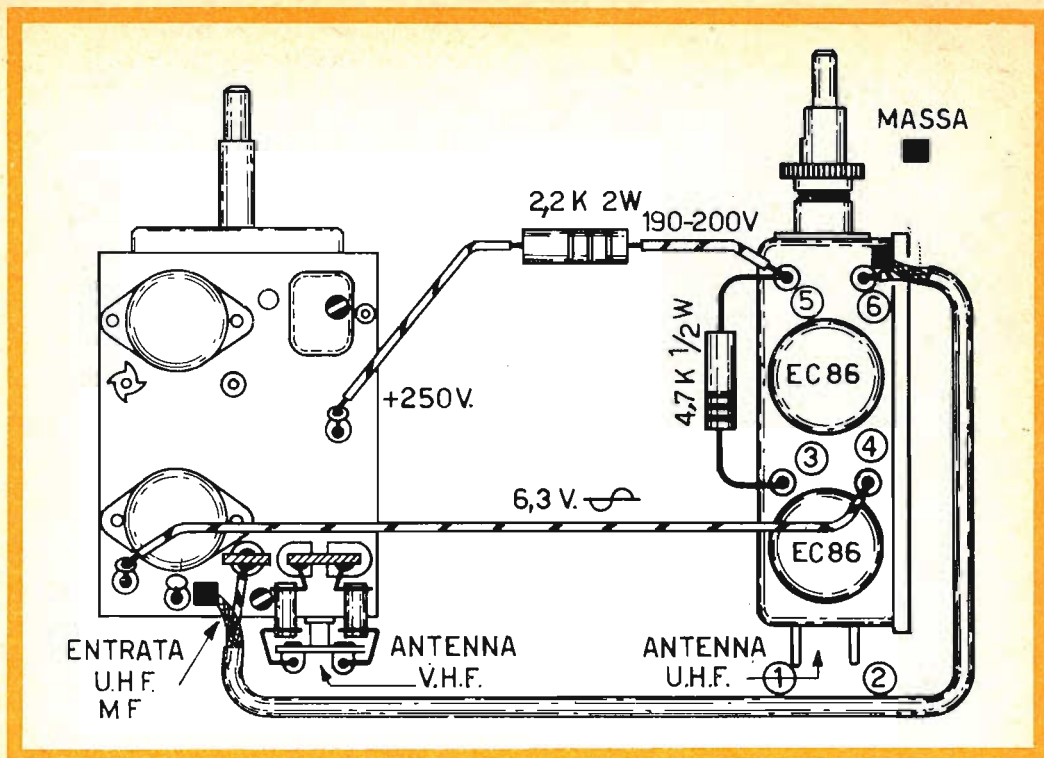 MASSA
2,2 K 2W
190-200V
5
6
4,7 K 1/2 W
EC86
+250 V.
3
4
6,3 V.
EC86
ENTRATA
U.H.F.
M F
ANTENNA
V.H.F.
ANTENNA
U.H.F.
1
2